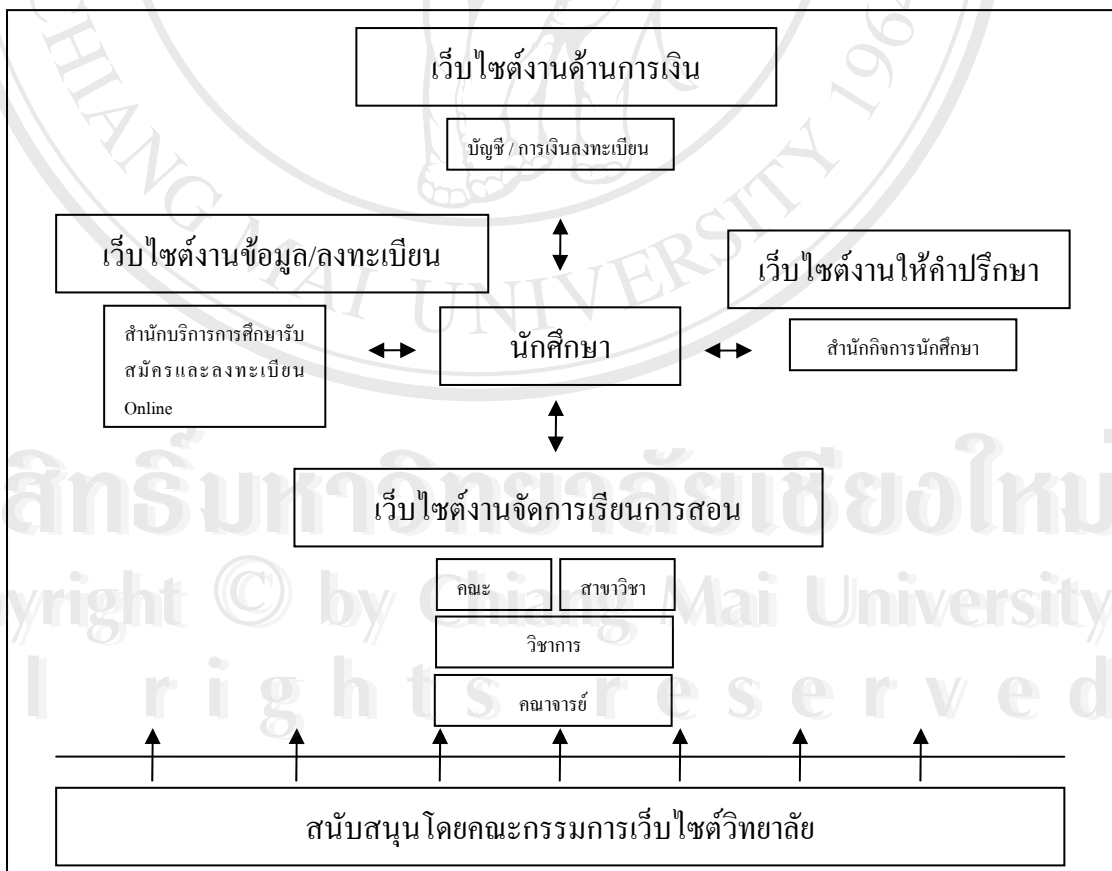 เว็บไซต์งานด้านการเงิน
บัญชี / การเงินลงทะเบียน
เว็บไซต์งานข้อมูล/ลงทะเบียน
เว็บไซต์งานให้คำปรึกษา
สำนักบริการการศึกษารับ
สมัครและลงทะเบียน
Online
นักศึกษา
สำนักกิจการนักศึกษา
เว็บไซต์งานจัดการเรียนการสอน
คณะ
สาขาวิชา
วิชาการ
คณาจารย์
สนับสนุนโดยคณะกรรมการเว็บไซต์วิทยาลัย
CHIANG MAI UNIVERSITY 1964
สิทธิ์มหาวิทยาลัยเชียงใหม่
yright © by Chiang Mai University
l rights reserved